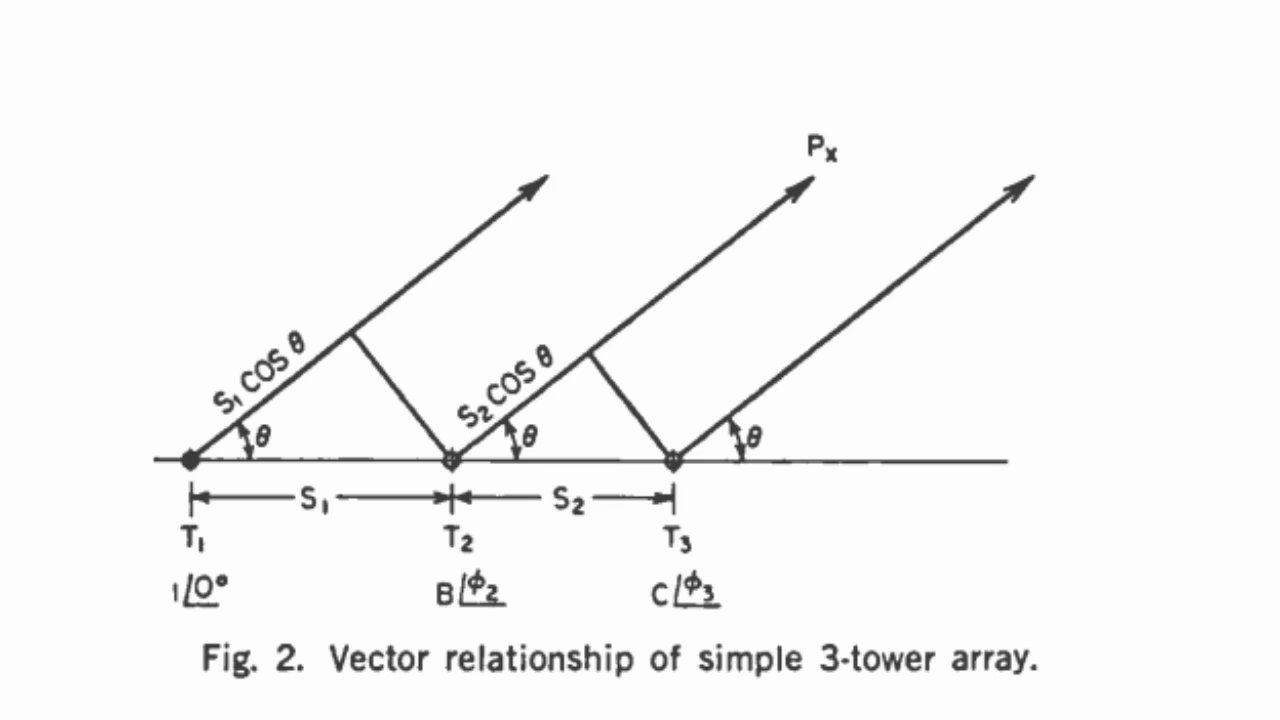 Pₓ
S₁ COS θ
S₂ COS θ
θ
θ
θ
S₁
S₂
T₁
T₂
T₃
1/0°
B/ϕ₂
C/ϕ₃
Fig. 2. Vector relationship of simple 3-tower array.